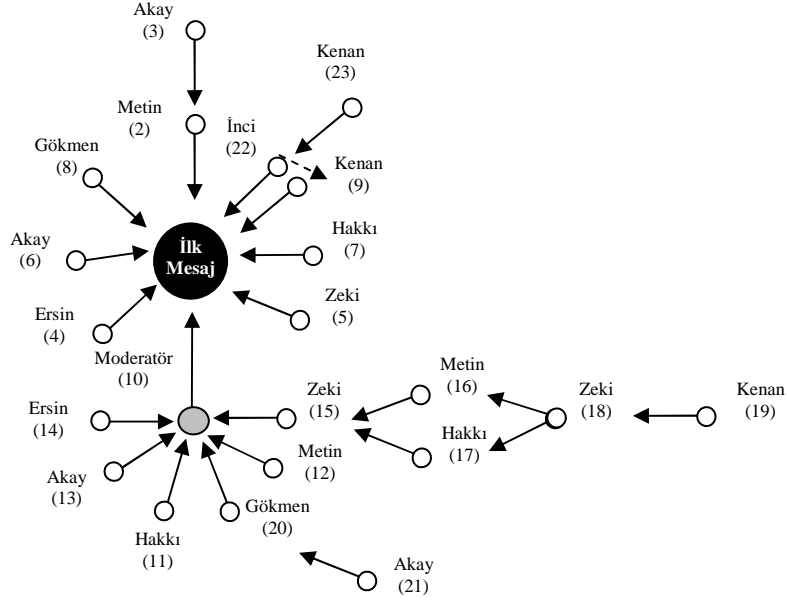 Akay
(3)
Kenan
(23)
Metin
(2)
İnci
(22)
Gökmen
(8)
Kenan
(9)
Akay
(6)
İlk
Mesaj
Hakkı
(7)
Ersin
(4)
Zeki
(5)
Moderatör
(10)
Ersin
(14)
Zeki
(15)
Metin
(16)
Zeki
(18)
Kenan
(19)
Hakkı
(17)
Metin
(12)
Akay
(13)
Gökmen
(20)
Hakkı
(11)
Akay
(21)